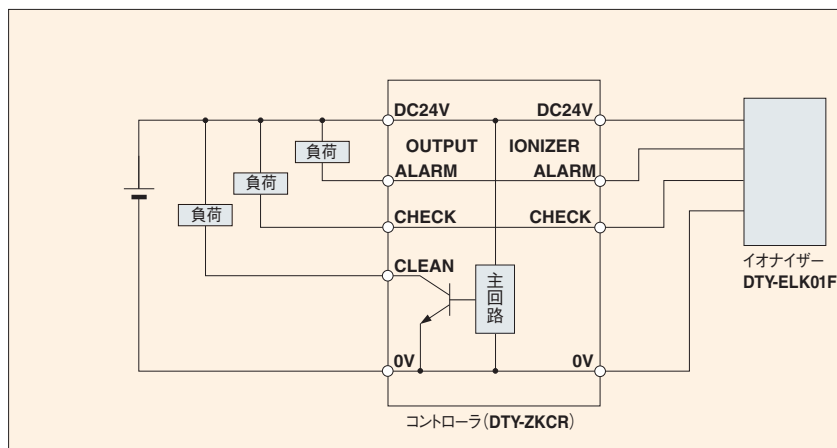 DC24V DC24V
OUTPUT IONIZER
負荷
ALARM ALARM
負荷
CHECK CHECK
負荷
CLEAN
主回路
イオナイザー
DTY-ELK01F
0V 0V
コントローラ(DTY-ZKCR)